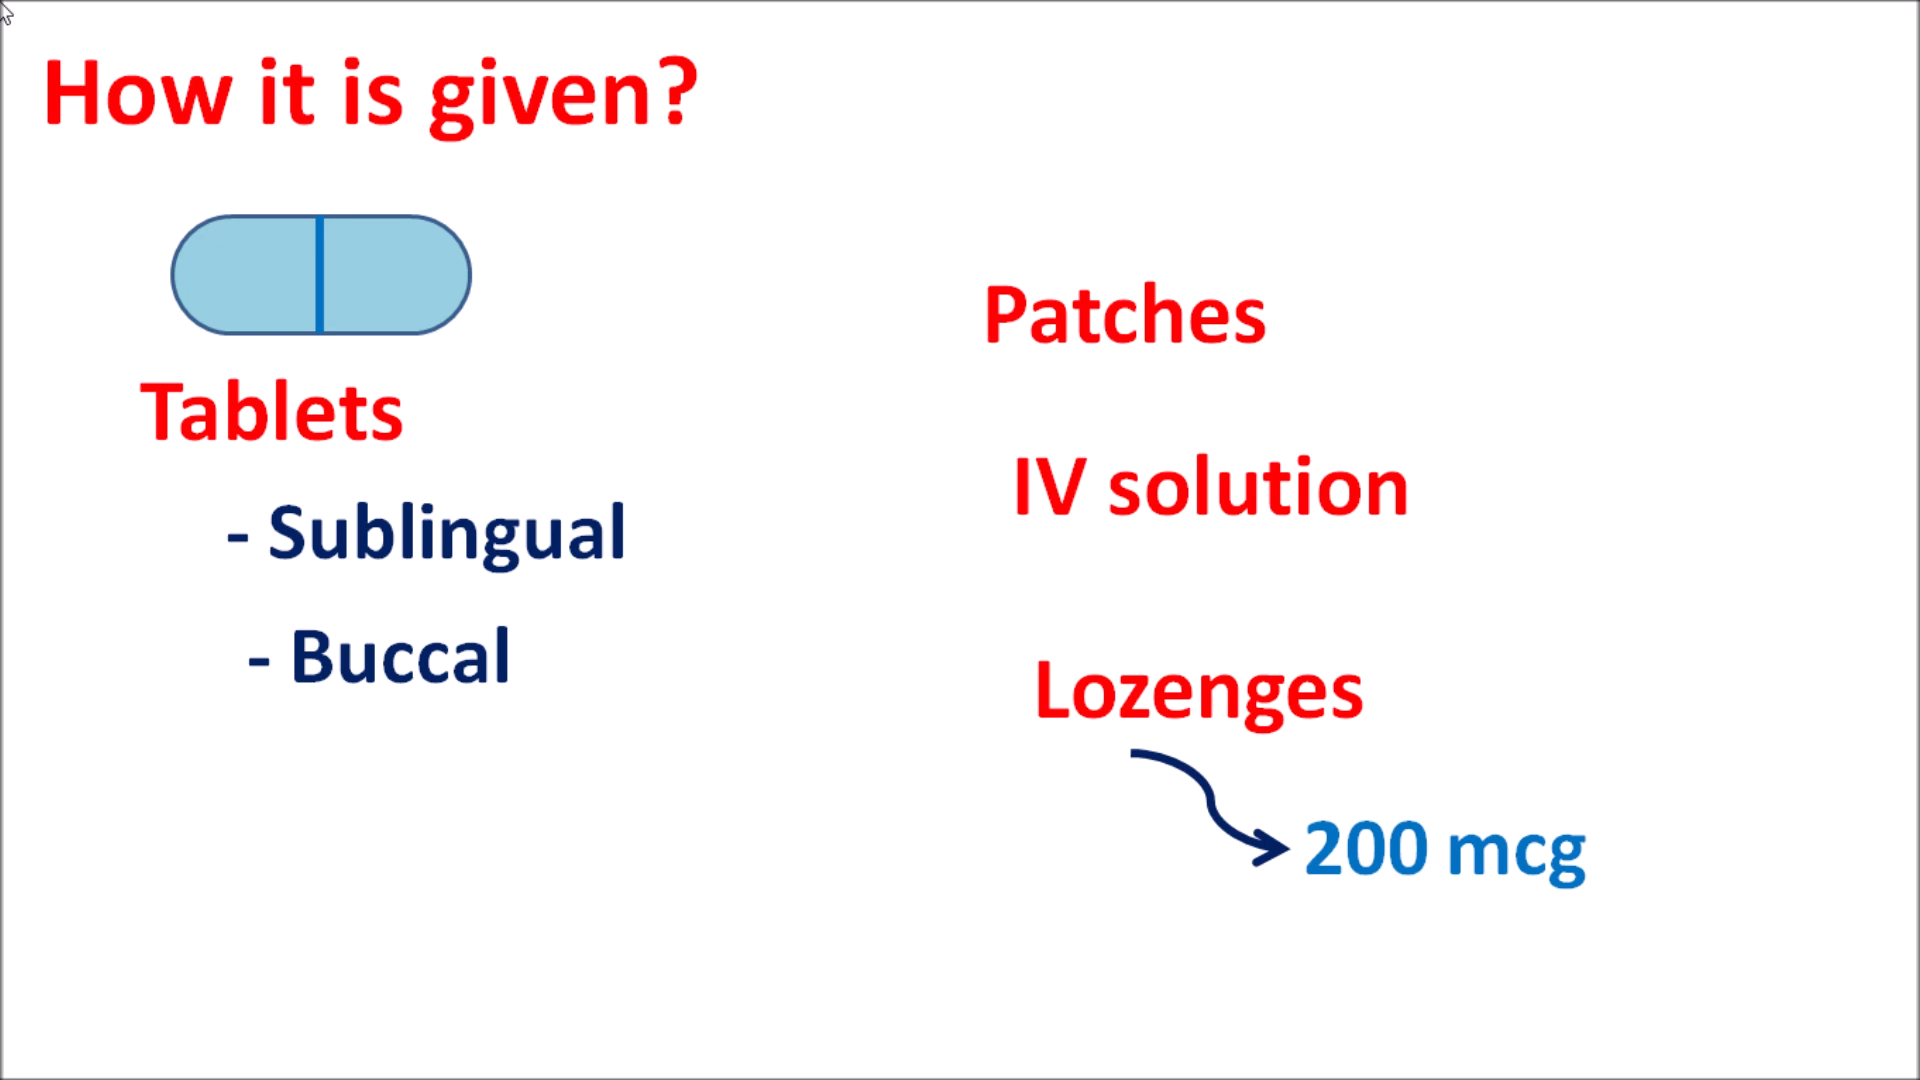 How it is given?
Tablets
- Sublingual
- Buccal
Patches
IV solution
Lozenges
200 mcg